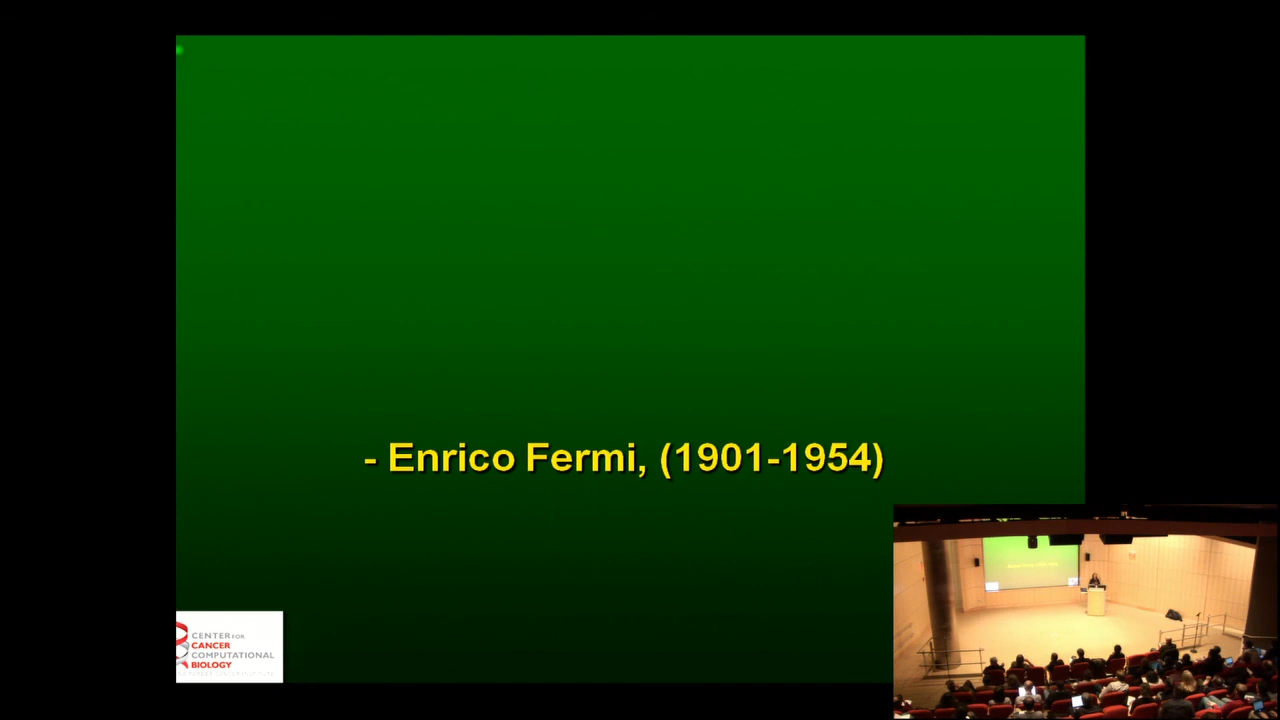 - Enrico Fermi, (1901-1954)
CENTER FOR
CANCER
COMPUTATIONAL
BIOLOGY